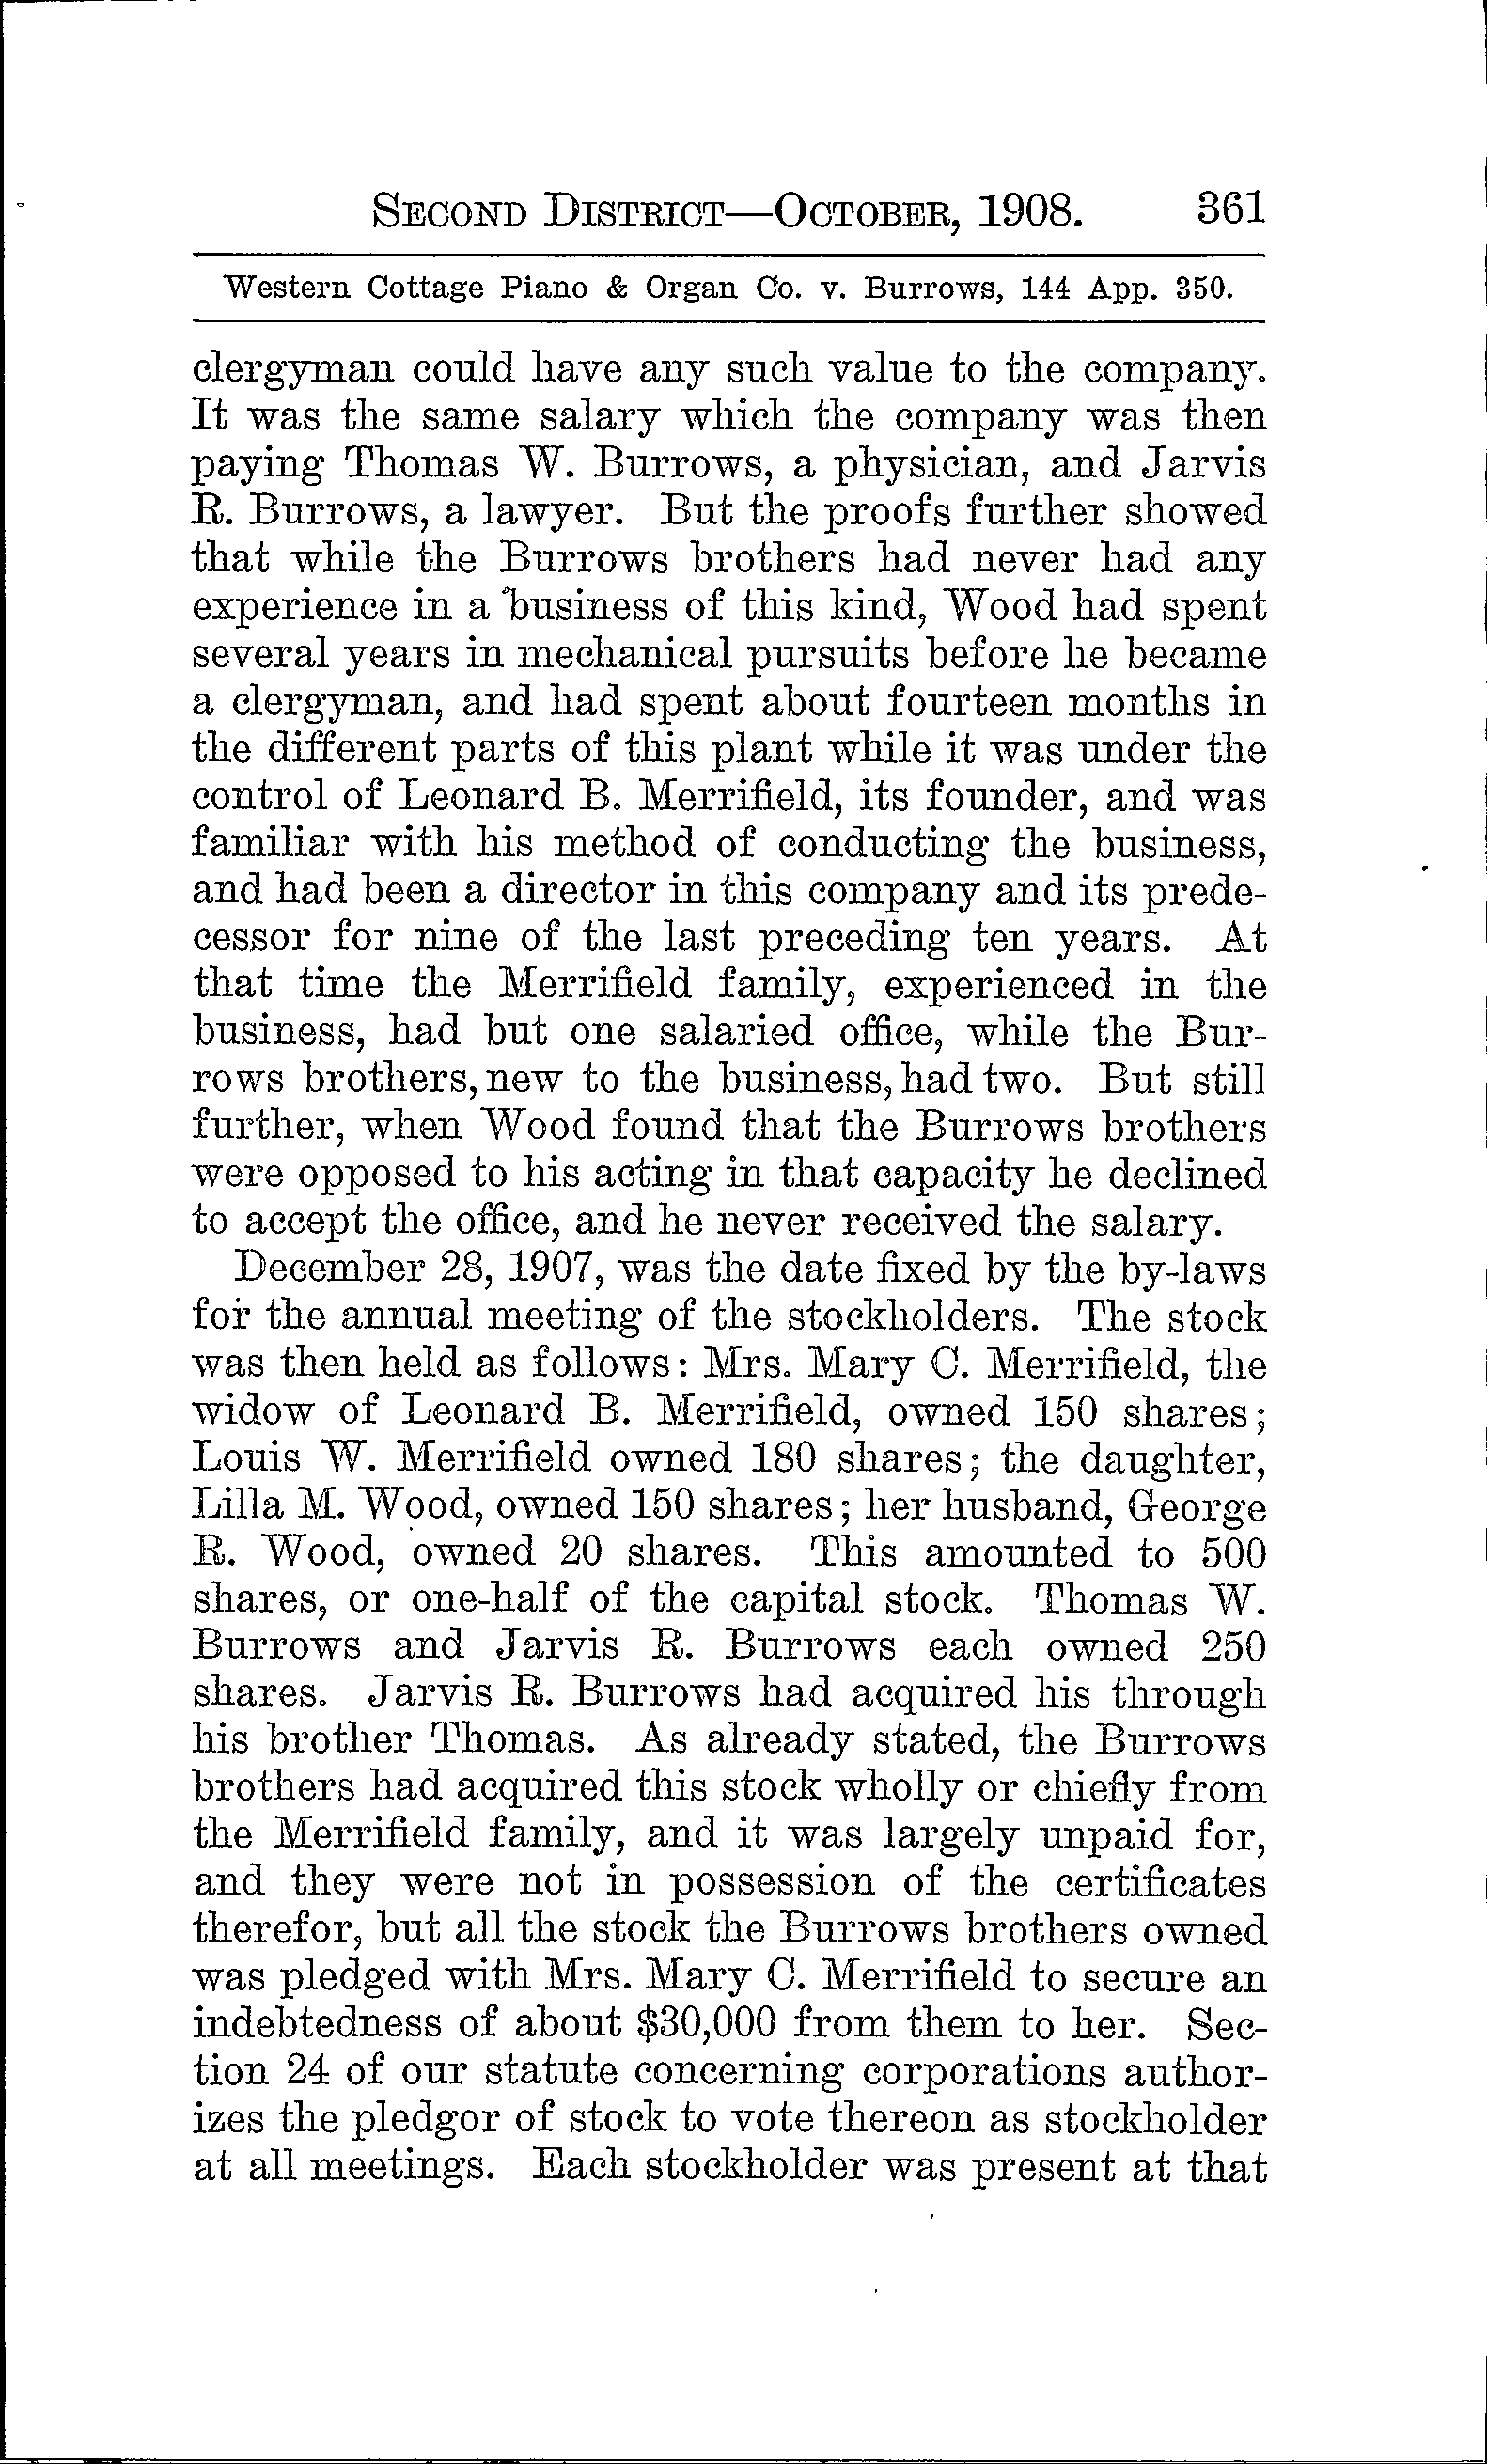 SECOND DISTRICT—OCTOBER, 1908. 361
Western Cottage Piano & Organ Co. v. Burrows, 144 App. 350.
clergyman could have any such value to the company.
It was the same salary which the company was then
paying Thomas W. Burrows, a physician, and Jarvis
R. Burrows, a lawyer. But the proofs further showed
that while the Burrows brothers had never had any
experience in a business of this kind, Wood had spent
several years in mechanical pursuits before he became
a clergyman, and had spent about fourteen months in
the different parts of this plant while it was under the
control of Leonard B. Merrifield, its founder, and was
familiar with his method of conducting the business,
and had been a director in this company and its prede-
cessor for nine of the last preceding ten years. At
that time the Merrifield family, experienced in the
business, had but one salaried office, while the Bur-
rows brothers, new to the business, had two. But still
further, when Wood found that the Burrows brothers
were opposed to his acting in that capacity he declined
to accept the office, and he never received the salary.
December 28, 1907, was the date fixed by the by-laws
for the annual meeting of the stockholders. The stock
was then held as follows: Mrs. Mary C. Merrifield, the
widow of Leonard B. Merrifield, owned 150 shares;
Louis W. Merrifield owned 180 shares; the daughter,
Lilla M. Wood, owned 150 shares; her husband, George
R. Wood, owned 20 shares. This amounted to 500
shares, or one-half of the capital stock. Thomas W.
Burrows and Jarvis R. Burrows each owned 250
shares. Jarvis R. Burrows had acquired his through
his brother Thomas. As already stated, the Burrows
brothers had acquired this stock wholly or chiefly from
the Merrifield family, and it was largely unpaid for,
and they were not in possession of the certificates
therefor, but all the stock the Burrows brothers owned
was pledged with Mrs. Mary C. Merrifield to secure an
indebtedness of about $30,000 from them to her. Sec-
tion 24 of our statute concerning corporations author-
izes the pledgor of stock to vote thereon as stockholder
at all meetings. Each stockholder was present at that